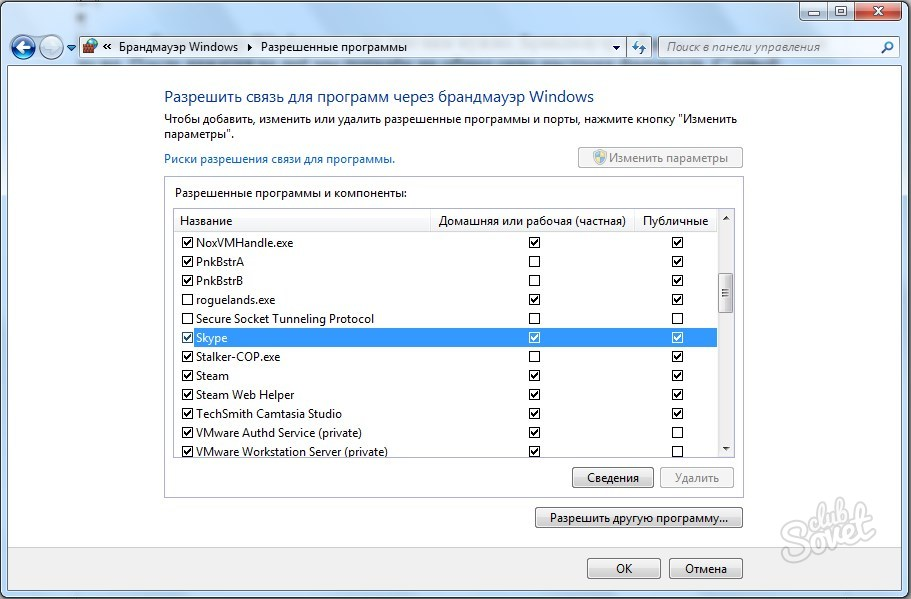 « Брандмауэр Windows ▸ Разрешенные программы
Поиск в панели управления
Разрешить связь для программ через брандмауэр Windows
Чтобы добавить, изменить или удалить разрешенные программы и порты, нажмите кнопку "Изменить
параметры".
Риски разрешения связи для программы.
Изменить параметры
Разрешенные программы и компоненты:
Название Домашняя или рабочая (частная) Публичные
NoxVMHandle.exe
PnkBstrA
PnkBstrB
roguelands.exe
Secure Socket Tunneling Protocol
Skype
Stalker-COP.exe
Steam
Steam Web Helper
TechSmith Camtasia Studio
VMware Authd Service (private)
VMware Workstation Server (private)
Сведения
Удалить
Разрешить другую программу...
club
Sovet
ОК
Отмена